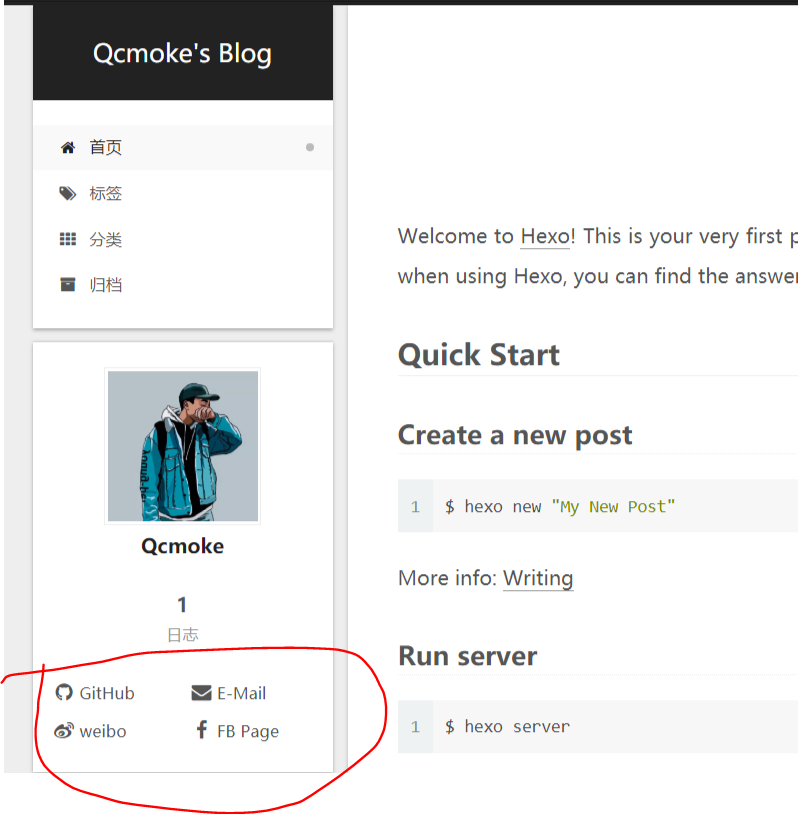 Qcmoke's Blog
首页
标签
分类
归档
Qcmoke
1
日志
GitHub
E-Mail
weibo
FB Page
Welcome to Hexo! This is your very first
when using Hexo, you can find the
Quick Start
Create a new post
1 $ hexo new "My New Post"
More info: Writing
Run server
1 $ hexo server